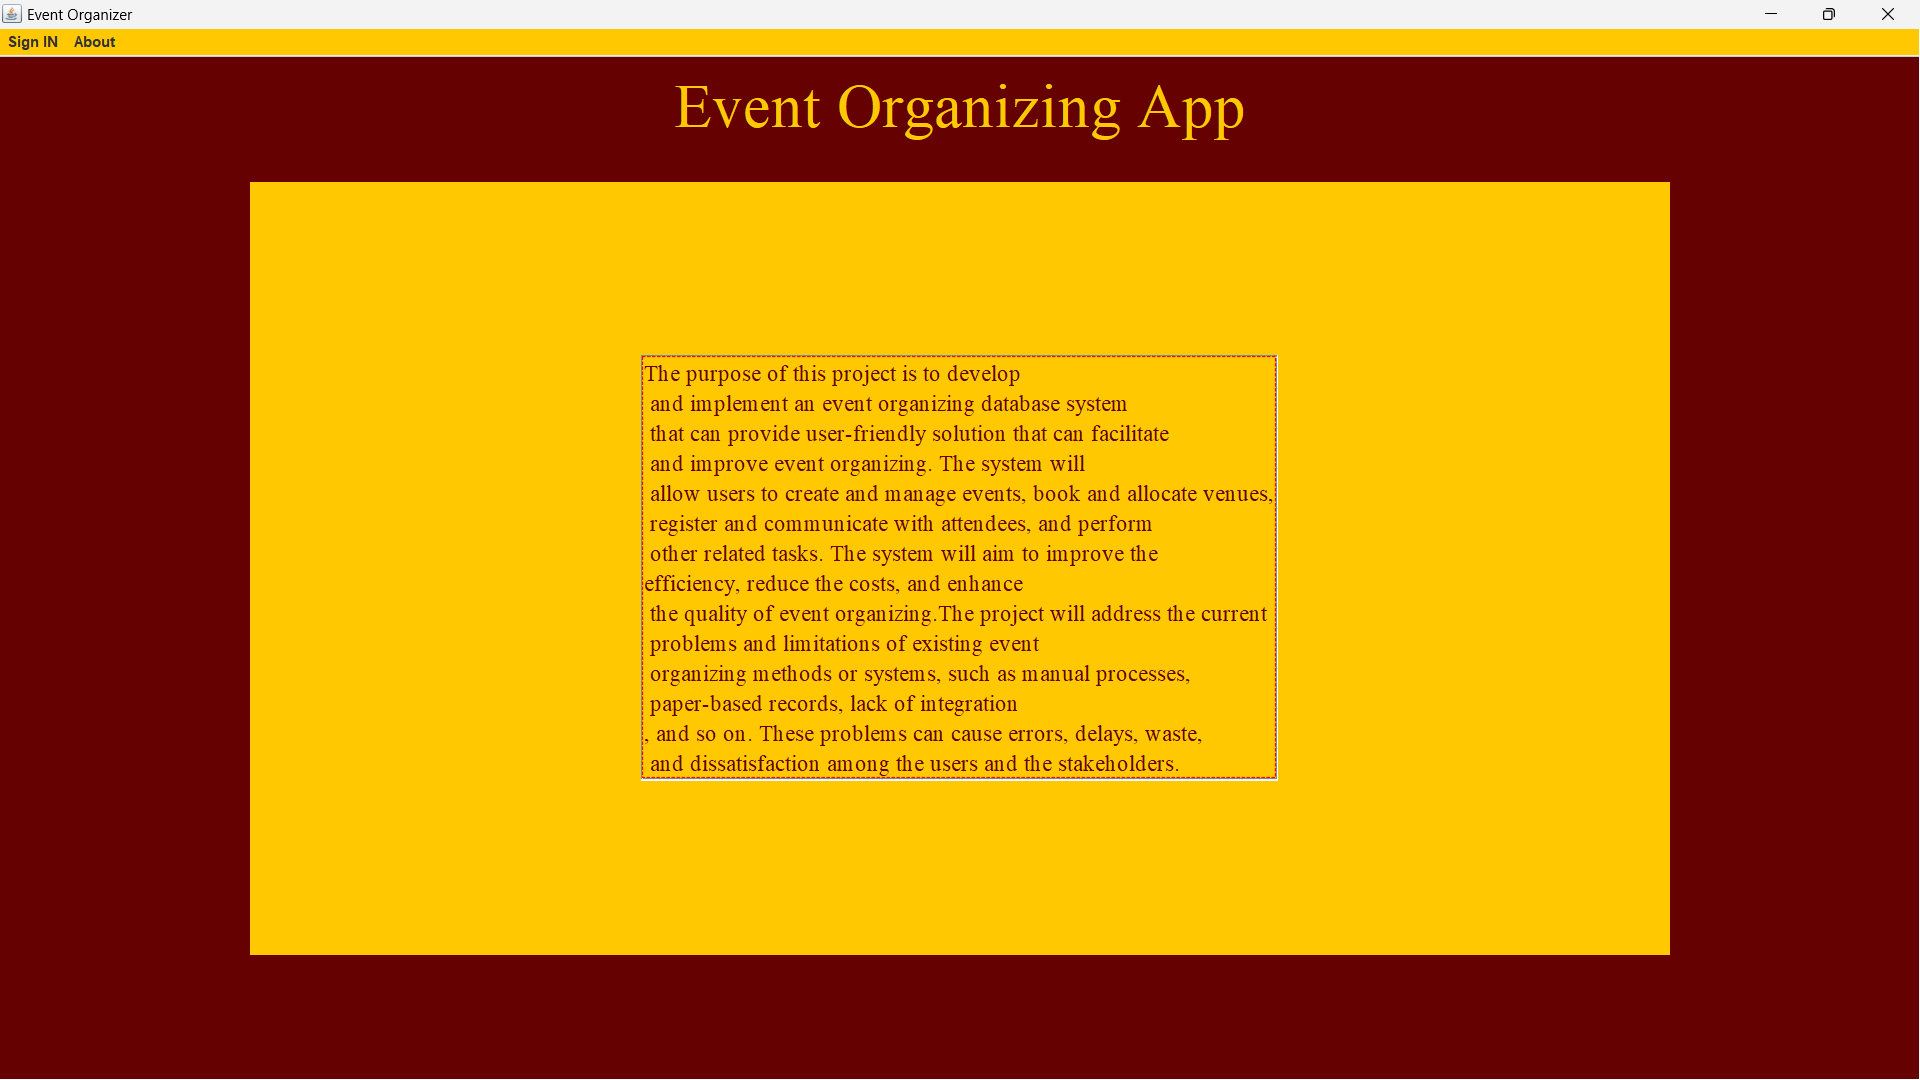 Event Organizer
Sign IN About
Event Organizing App
The purpose of this project is to develop
and implement an event organizing database system
that can provide user-friendly solution that can facilitate
and improve event organizing. The system will
allow users to create and manage events, book and allocate venues,
register and communicate with attendees, and perform
other related tasks. The system will aim to improve the
efficiency, reduce the costs, and enhance
the quality of event organizing.The project will address the current
problems and limitations of existing event
organizing methods or systems, such as manual processes,
paper-based records, lack of integration
, and so on. These problems can cause errors, delays, waste,
and dissatisfaction among the users and the stakeholders.